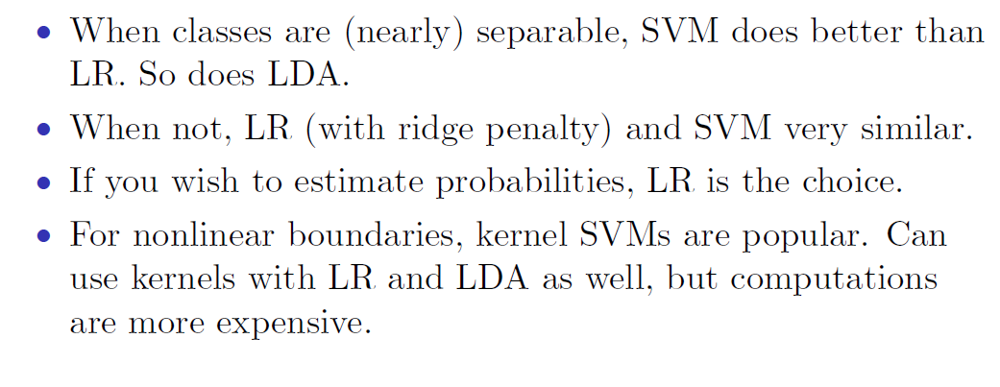 • When classes are (nearly) separable, SVM does better than
LR. So does LDA.
• When not, LR (with ridge penalty) and SVM very similar.
• If you wish to estimate probabilities, LR is the choice.
• For nonlinear boundaries, kernel SVMs are popular. Can
use kernels with LR and LDA as well, but computations
are more expensive.